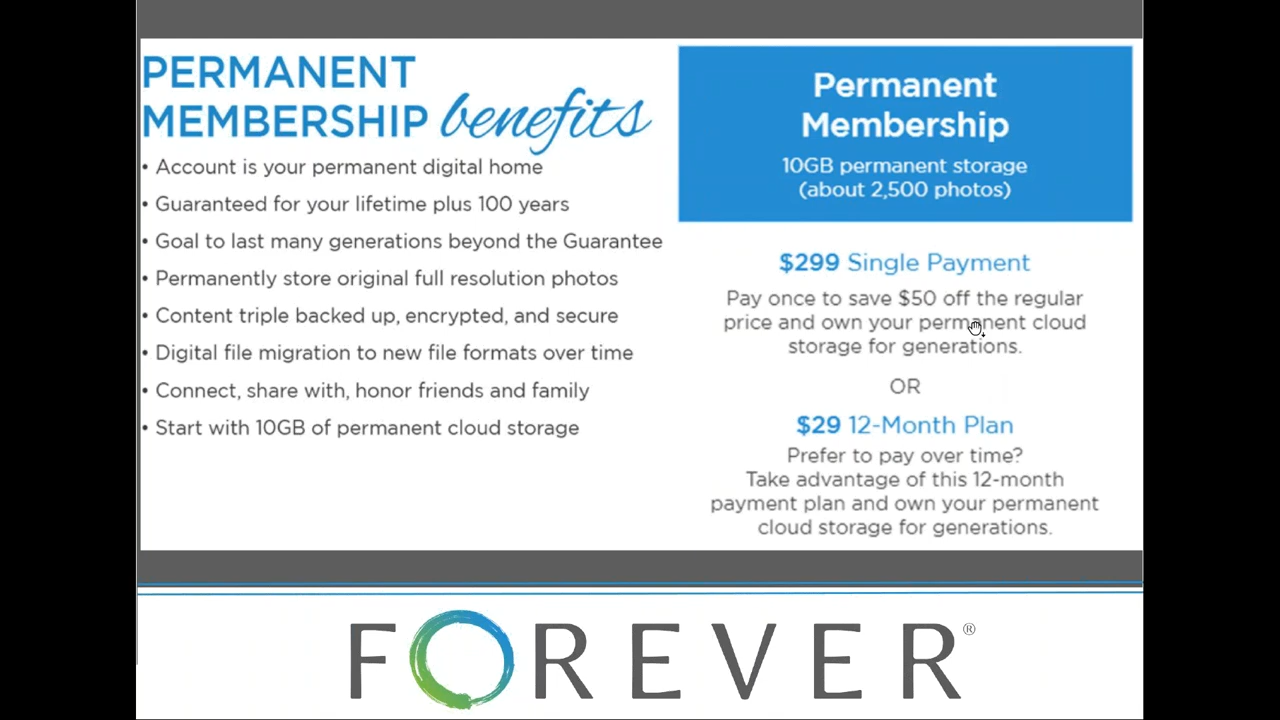 PERMANENT
MEMBERSHIP benefits
• Account is your permanent digital home
• Guaranteed for your lifetime plus 100 years
• Goal to last many generations beyond the Guarantee
• Permanently store original full resolution photos
• Content triple backed up, encrypted, and secure
• Digital file migration to new file formats over time
• Connect, share with, honor friends and family
• Start with 10GB of permanent cloud storage
Permanent
Membership
10GB permanent storage
(about 2,500 photos)
$299 Single Payment
Pay once to save $50 off the regular
price and own your permanent cloud
storage for generations.
OR
$29 12-Month Plan
Prefer to pay over time?
Take advantage of this 12-month
payment plan and own your permanent
cloud storage for generations.
FOREVER®